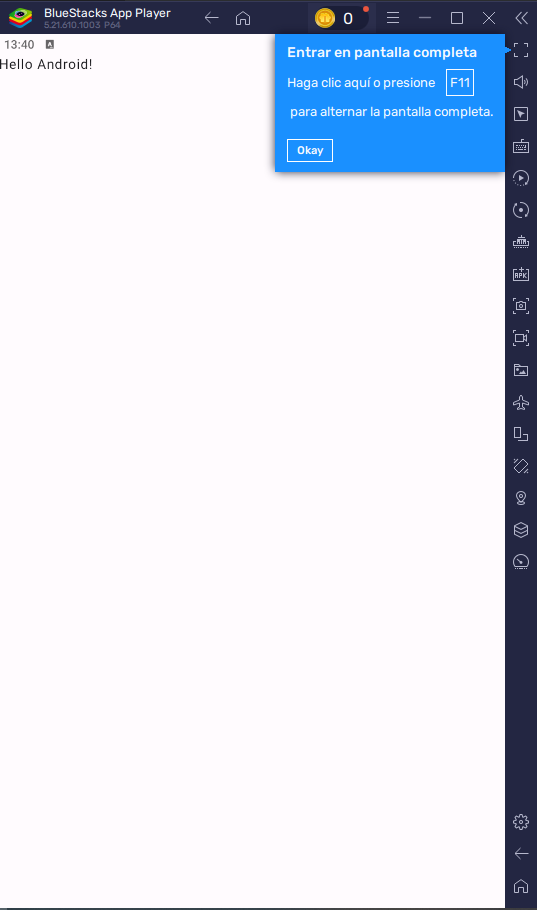 BlueStacks App Player
5.21.610.1003 P64
0
13:40
A
Hello Android!
Entrar en pantalla completa
Haga clic aquí o presione F11
para alternar la pantalla completa.
Okay
APK